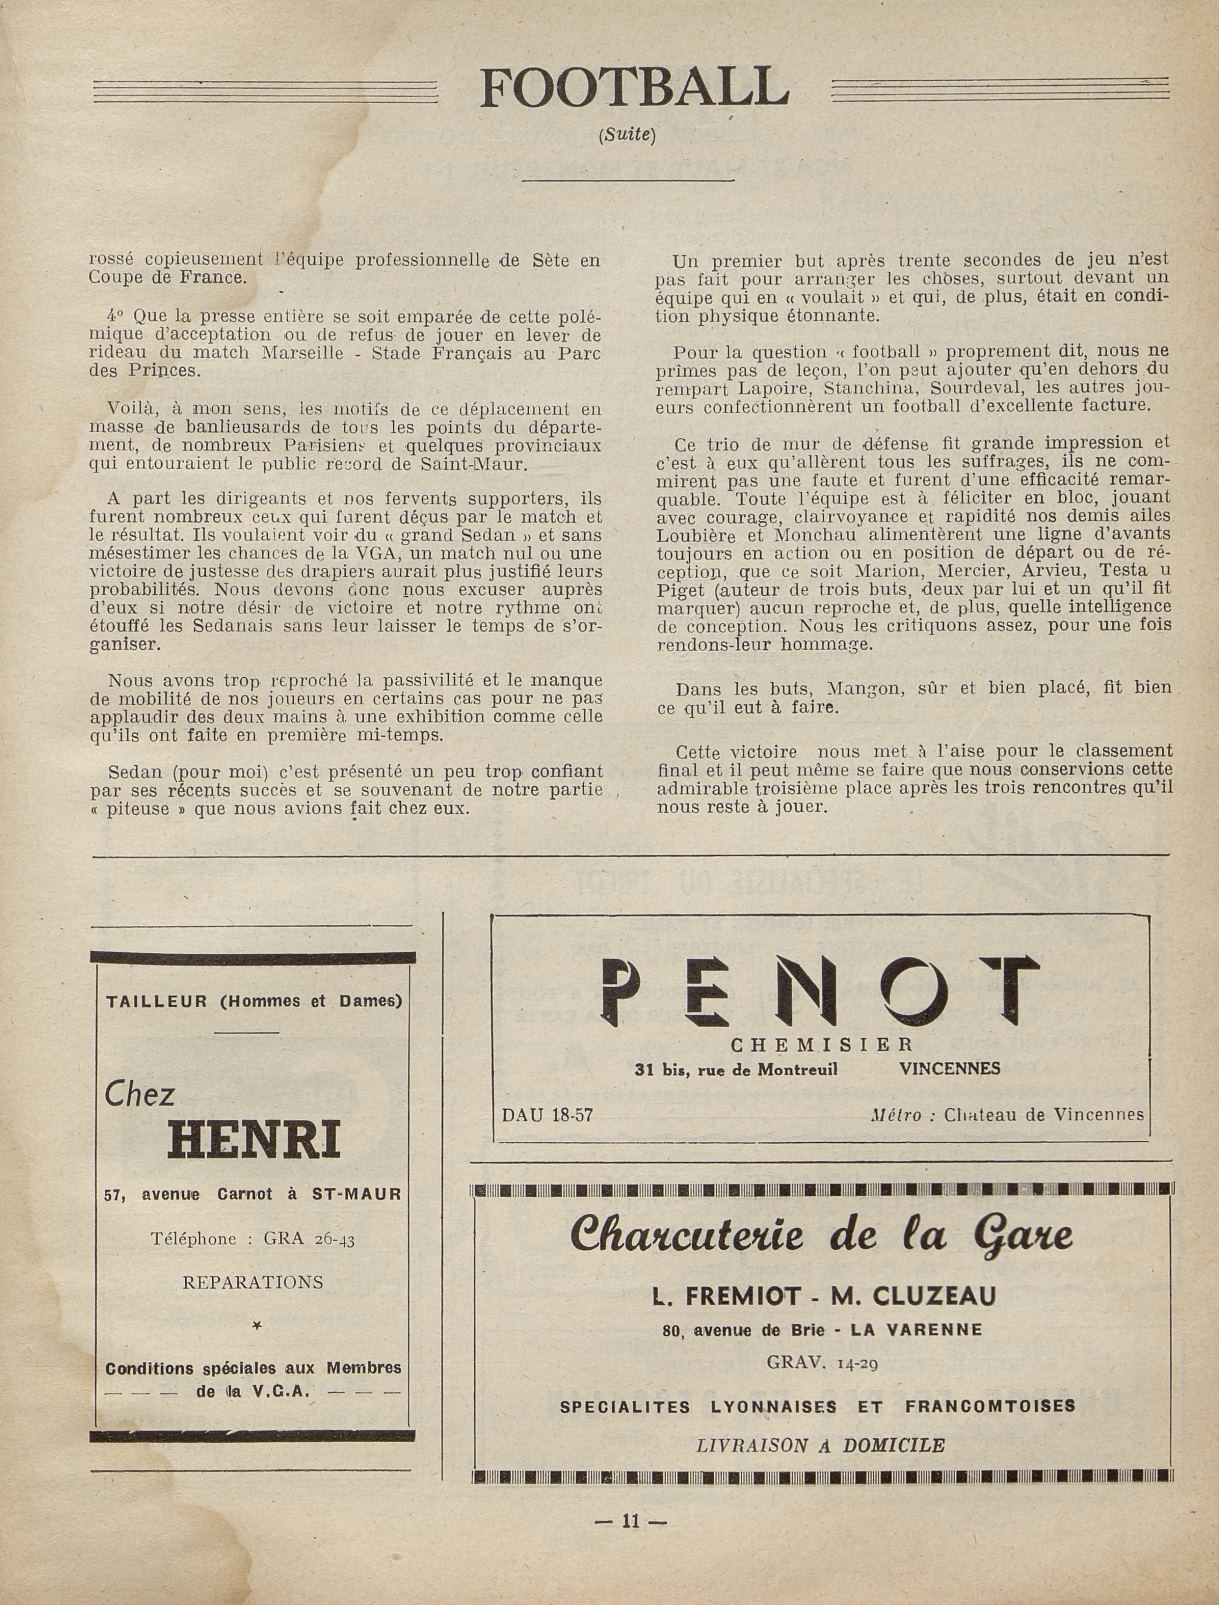 FOOTBALL
(Suite)
rossé copieusement l'équipe professionnelle de Sète en
Coupe de France.
4° Que la presse entière se soit emparée de cette polé-
mique d'acceptation ou de refus de jouer en lever de
rideau du match Marseille - Stade Français au Parc
des Princes.
Voilà, à mon sens, les motifs de ce déplacement en
masse de banlieusards de tous les points du départe-
ment, de nombreux Parisiens et quelques provinciaux
qui entouraient le public record de Saint-Maur.
A part les dirigeants et nos fervents supporters, ils
furent nombreux ceux qui furent déçus par le match et
le résultat. Ils voulaient voir du « grand Sedan » et sans
mésestimer les chances de la VGA, un match nul ou une
victoire de justesse des drapiers aurait plus justifié leurs
probabilités. Nous devons donc nous excuser auprès
d'eux si notre désir de victoire et notre rythme ont
étouffé les Sedanais sans leur laisser le temps de s'or-
ganiser.
Nous avons trop reproché la passivilité et le manque
de mobilité de nos joueurs en certains cas pour ne pas
applaudir des deux mains à une exhibition comme celle
qu'ils ont faite en première mi-temps.
Sedan (pour moi) c'est présenté un peu trop confiant
par ses récents succès et se souvenant de notre partie
« piteuse » que nous avions fait chez eux.
Un premier but après trente secondes de jeu n'est
pas fait pour arranger les choses, surtout devant un
équipe qui en « voulait » et qui, de plus, était en condi-
tion physique étonnante.
Pour la question « football » proprement dit, nous ne
prîmes pas de leçon, l'on peut ajouter qu'en dehors du
rempart Lapoire, Stanchina, Sourdeval, les autres jou-
eurs confectionnèrent un football d'excellente facture.
Ce trio de mur de défense fit grande impression et
c'est à eux qu'allèrent tous les suffrages, ils ne com-
mirent pas une faute et furent d'une efficacité remar-
quable. Toute l'équipe est à féliciter en bloc, jouant
avec courage, clairvoyance et rapidité nos demis ailes
Loubière et Monchau alimentèrent une ligne d'avants
toujours en action ou en position de départ ou de ré-
ception, que ce soit Marion, Mercier, Arvieu, Testa u
Piget (auteur de trois buts, deux par lui et un qu'il fit
marquer) aucun reproche et, de plus, quelle intelligence
de conception. Nous les critiquons assez, pour une fois
rendons-leur hommage.
Dans les buts, Mangon, sûr et bien placé, fit bien
ce qu'il eut à faire.
Cette victoire nous met à l'aise pour le classement
final et il peut même se faire que nous conservions cette
admirable troisième place après les trois rencontres qu'il
nous reste à jouer.
TAILLEUR (Hommes et Dames)
Chez
HENRI
57, avenue Carnot à ST-MAUR
Téléphone : GRA 26-43
REPARATIONS
*
Conditions spéciales aux Membres
— — — de la V.G.A. — — —
PENOT
CHEMISIER
31 bis, rue de Montreuil VINCENNES
DAU 18-57 Métro : Chateau de Vincennes
Charcuterie de la Gare
L. FREMIOT - M. CLUZEAU
80, avenue de Brie - LA VARENNE
GRAV. 14-29
SPECIALITES LYONNAISES ET FRANCOMTOISES
LIVRAISON A DOMICILE
— 11 —